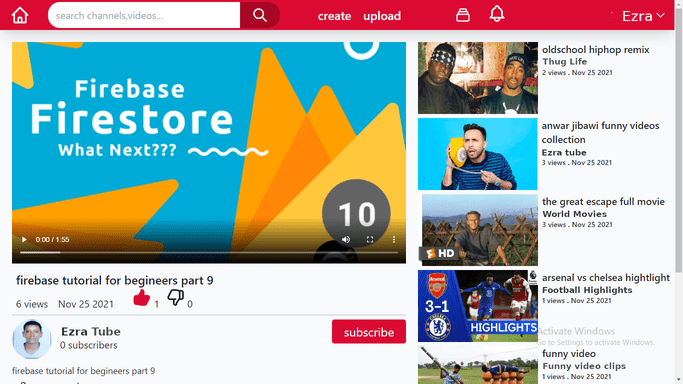 search channels,videos...
create
upload
Ezra
Firebase
Firestore
What Next???
10
0:00 / 1:55
firebase tutorial for begineers part 9
6 views
Nov 25 2021
1
0
Ezra Tube
0 subscribers
subscribe
firebase tutorial for begineers part 9
oldschool hiphop remix
Thug Life
2 views . Nov 25 2021
anwar jibawi funny videos
collection
Ezra tube
3 views . Nov 25 2021
the great escape full movie
World Movies
3 views . Nov 25 2021
HD
arsenal vs chelsea hightlight
Football Highlights
1 views . Nov 25 2021
3-1
HIGHLIGHTS
Activate Windows
Go to Settings to activate Windows.
funny video
Funny video clips
1 views . Nov 25 2021